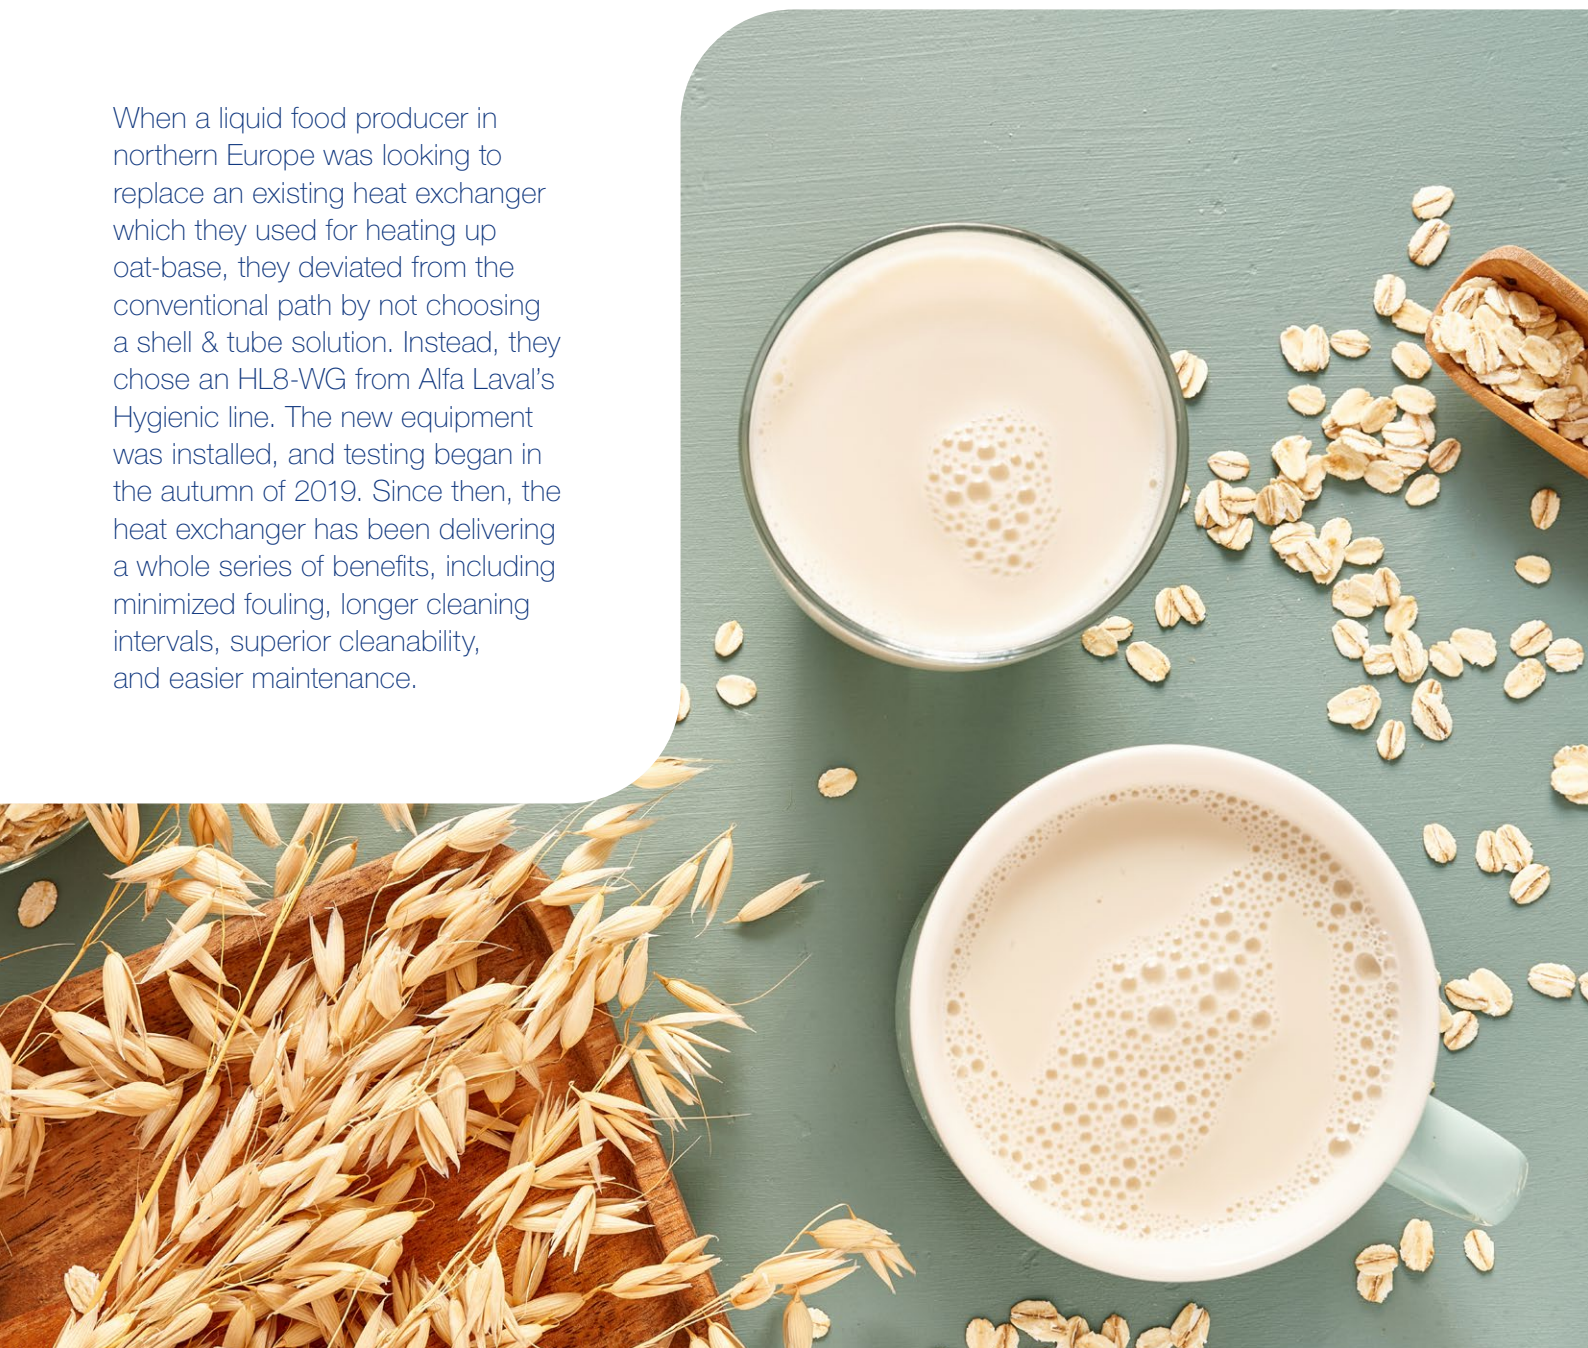 When a liquid food producer in
northern Europe was looking to
replace an existing heat exchanger
which they used for heating up
oat-base, they deviated from the
conventional path by not choosing
a shell & tube solution. Instead, they
chose an HL8-WG from Alfa Laval’s
Hygienic line. The new equipment
was installed, and testing began in
the autumn of 2019. Since then, the
heat exchanger has been delivering
a whole series of benefits, including
minimized fouling, longer cleaning
intervals, superior cleanability,
and easier maintenance.